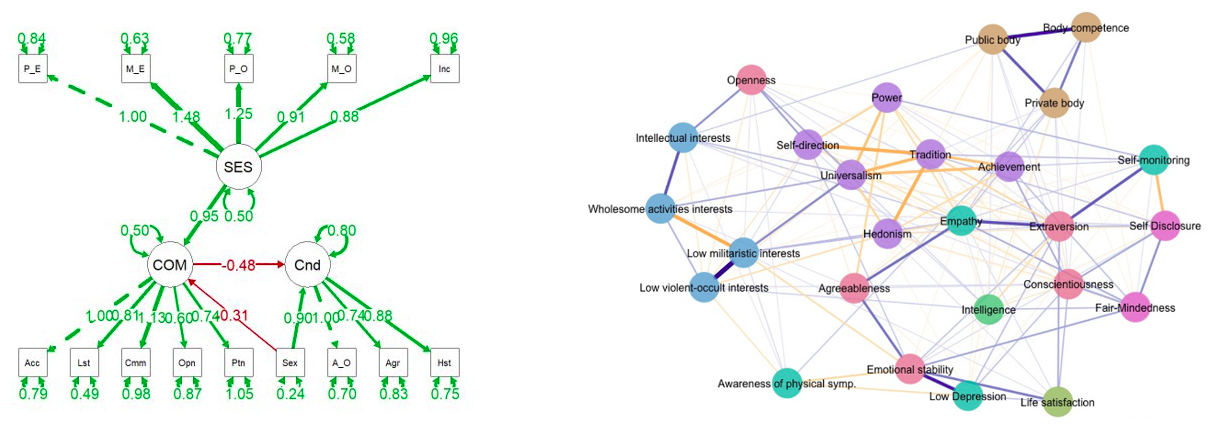 0.84 0.63 0.77 0.58 0.96
P_E M_E P_O M_O Inc
1.00 1.48 1.25 0.91 0.88
SES
0.95 0.50
0.50 0.80
COM -0.48 Cnd
1.00 0.81 1.13 0.60 0.74 -0.31 0.90 1.00 0.74 0.88
Acc Lst Cmm Opn Ptn Sex A_O Agr Hst
0.79 0.49 0.98 0.87 1.05 0.24 0.70 0.83 0.75
Body competence
Public body
Openness
Power
Private body
Intellectual interests
Self-direction
Tradition
Achievement
Self-monitoring
Universalism
Wholesome activities interests
Empathy
Extraversion
Self Disclosure
Hedonism
Low militaristic interests
Low violent-occult interests
Agreeableness
Conscientiousness
Intelligence
Fair-Mindedness
Emotional stability
Awareness of physical symp.
Low Depression
Life satisfaction